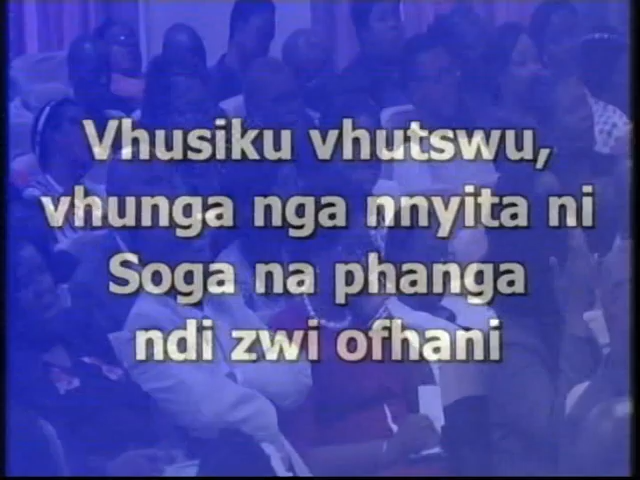 Vhusiku vhutswu,
vhunga nga nnyita ni
Soga na phanga
ndi zwi ofhani